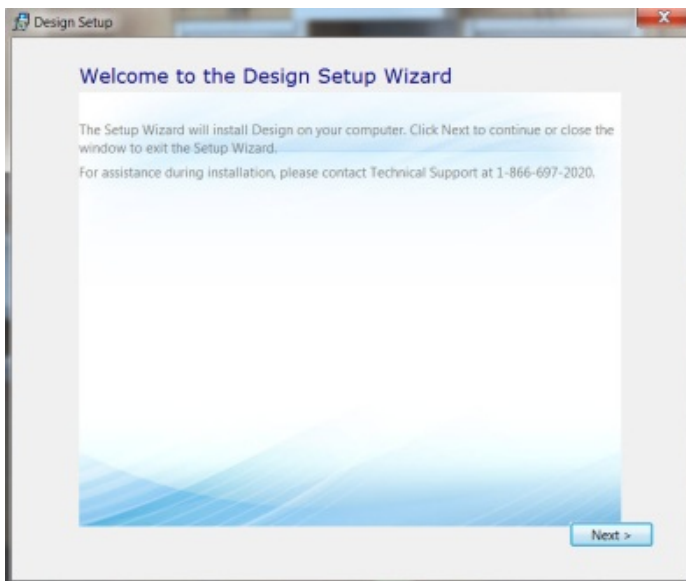 Design Setup
Welcome to the Design Setup Wizard
The Setup Wizard will install Design on your computer. Click Next to continue or close the
window to exit the Setup Wizard.
For assistance during installation, please contact Technical Support at 1-866-697-2020.
Next >